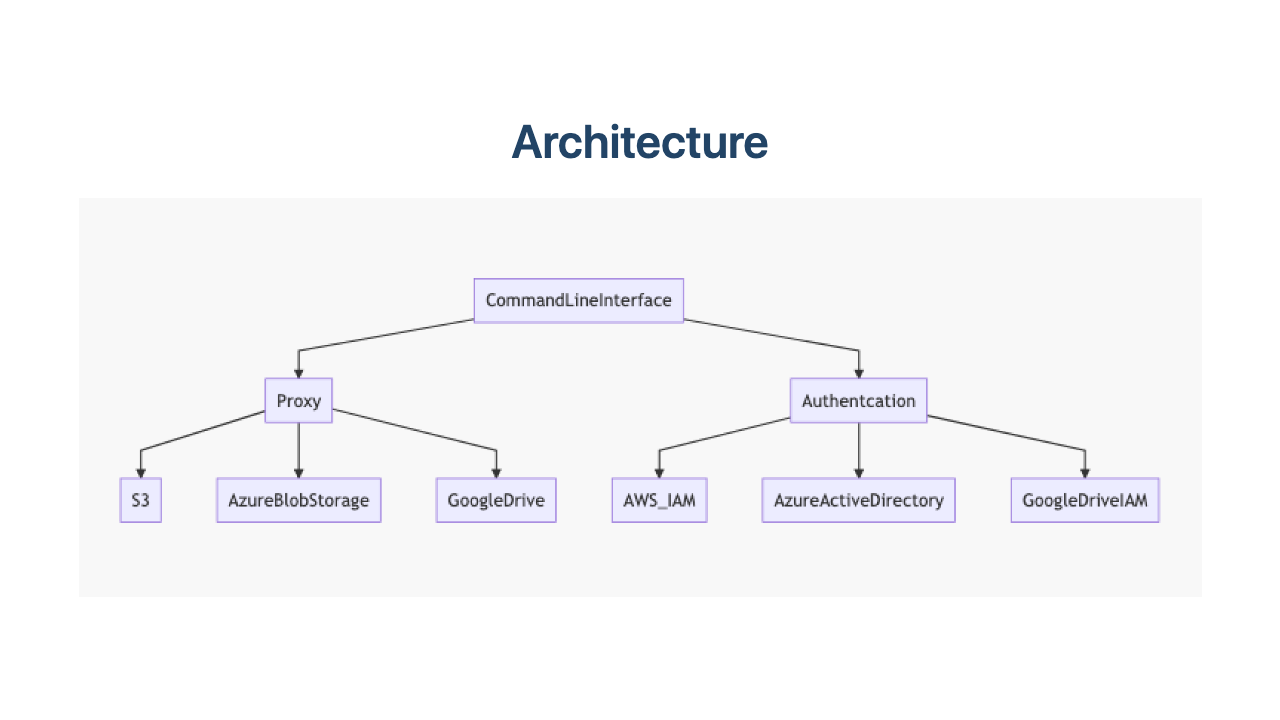 Architecture
CommandLineInterface
Proxy
Authentcation
S3
AzureBlobStorage
GoogleDrive
AWS_IAM
AzureActiveDirectory
GoogleDriveIAM